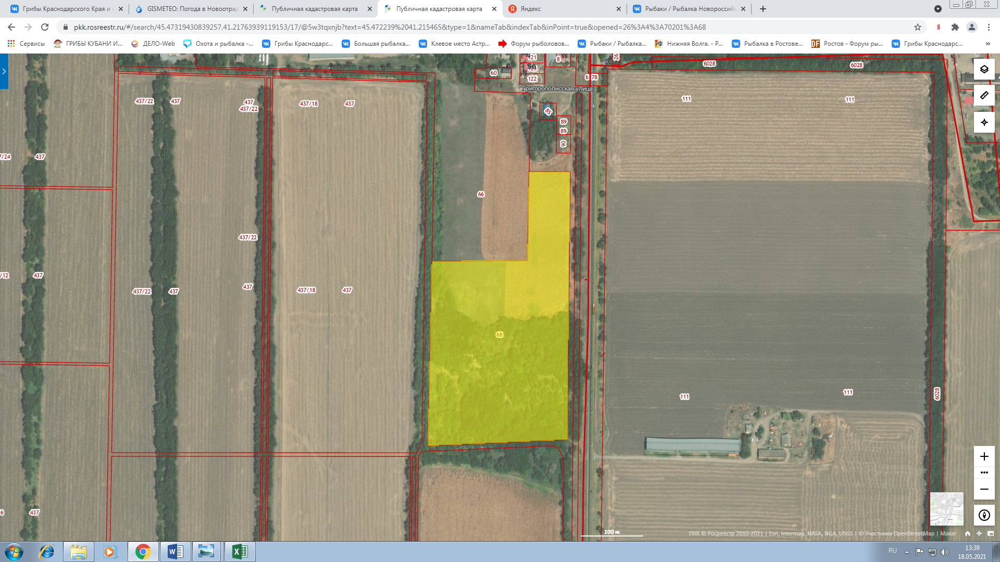 Грибы Краснодарского Края и А
GISMETEO: Погода в Новоотрад
Публичная кадастровая карта
Публичная кадастровая карта
Яндекс
Рыбаки / Рыбалка Новороссийс
pkk.rosreestr.ru/#/search/45.47319430839257,41.21763939119153/17/@5w3tqxnjb?text=45.472239%2041.215465&type=1&nameTab&indexTab&inPoint=true&opened=26%3A4%3A70201%3A68
Сервисы
ГРИБЫ КУБАНИ И...
ДЕЛО-Web
Охота и рыбалка -...
Грибы Краснодарс...
Большая рыбалка...
Клевое место Астр...
Форум рыболовов...
Рыбаки / Рыбалка...
Нижняя Волга. - Р...
Рыбалка в Ростове...
Ростов - Форум ры...
Грибы Краснодарс...
»
421
8
11
26
6028
6028
3
60
2
2а
122
6178
Григорополисская улица
437/22
437
437
437/22
437/18
437
111
111
85
89
89
90
7/24
437
66
437/22
/12
437
437/22
437
437
437/18
437
68
111
111
6028
6
437
100 м
ПКК © Росреестр 2010-2021 | Esri, Intermap, NASA, NGA, USGS | © Участники OpenStreetMap | Maxar
RU
13:39
18.05.2021